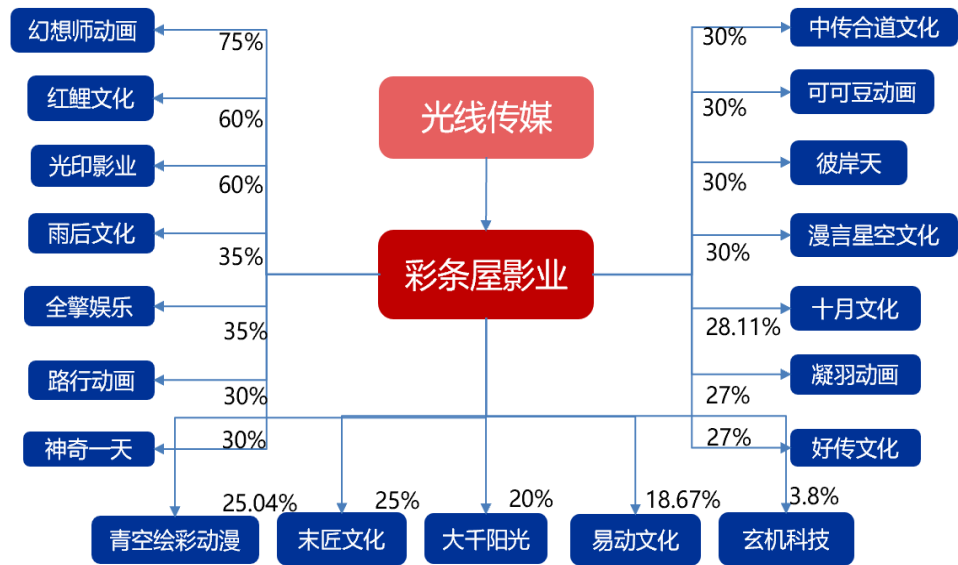 幻想师动画
75%
中传合道文化
30%
红鲤文化
60%
光线传媒
可可豆动画
30%
光印影业
60%
彼岸天
30%
雨后文化
35%
彩条屋影业
漫言星空文化
30%
全擎娱乐
35%
十月文化
28.11%
路行动画
30%
凝羽动画
27%
神奇一天
30%
好传文化
27%
25.04%
25%
20%
18.67%
3.8%
青空绘彩动漫
末匠文化
大千阳光
易动文化
玄机科技